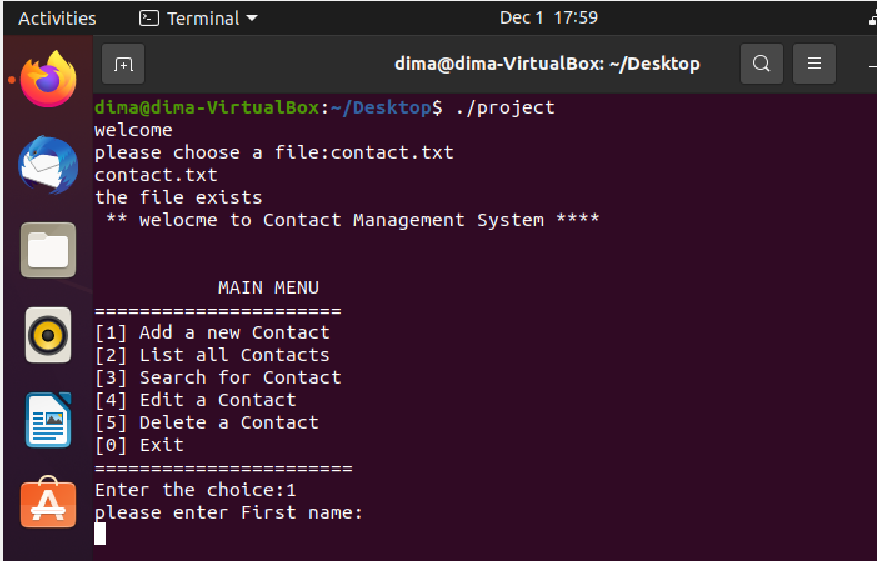 Activities Terminal Dec 1 17:59
dima@dima-VirtualBox: ~/Desktop
dima@dima-VirtualBox:~/Desktop$ ./project
welcome
please choose a file:contact.txt
contact.txt
the file exists
** welocme to Contact Management System ****
MAIN MENU
======================
[1] Add a new Contact
[2] List all Contacts
[3] Search for Contact
[4] Edit a Contact
[5] Delete a Contact
[0] Exit
=======================
Enter the choice:1
please enter First name: